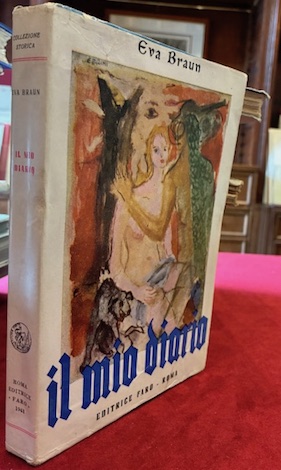 COLLEZIONE
STORICA
EVA BRAUN
IL MIO
DIARIO
ROMA
EDITRICE
FARO
1948
Eva Braun
il mio diario
EDITRICE FARO - ROMA